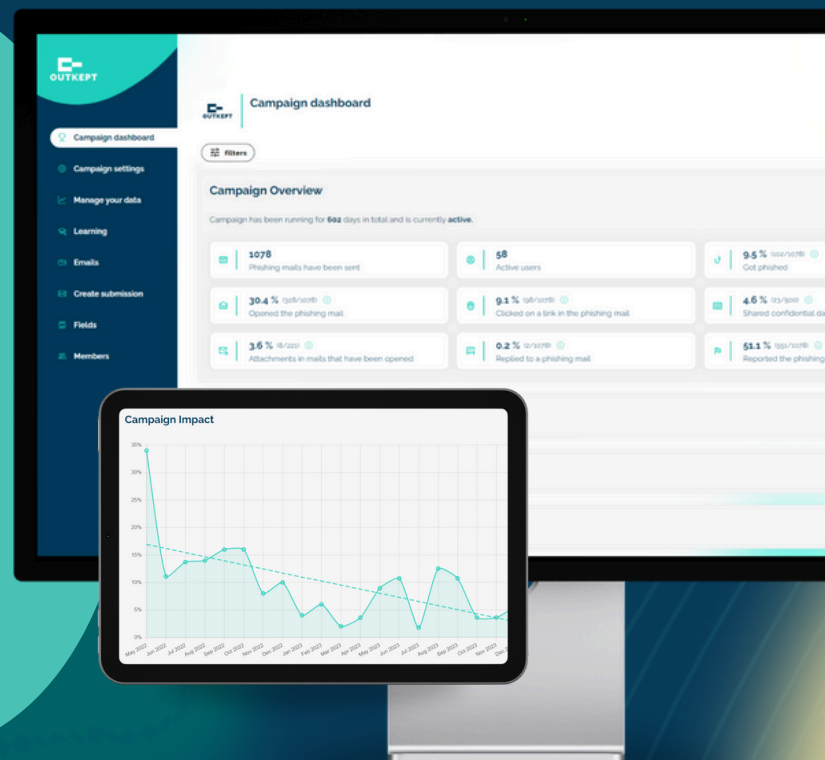 OUTKEPT
Campaign dashboard
Campaign settings
Manage your data
Learning
Emails
Create submission
Fields
Members
OUTKEPT
Campaign dashboard
filters
Campaign Overview
Campaign has been running for 602 days in total and is currently active.
1078
Phishing mails have been sent
58
Active users
9.5 % (102/1078)
Got phished
30.4 % (328/1078)
Opened the phishing mail
9.1 % (98/1078)
Clicked on a link in the phishing mail
4.6 % (23/500)
Shared confidential da
3.6 % (8/221)
Attachments in mails that have been opened
0.2 % (2/1078)
Replied to a phishing mail
51.1 % (551/1078)
Reported the phishing
Campaign Impact
35%
30%
25%
20%
15%
10%
5%
0%
May 2022
Jun 2022
Jul 2022
Aug 2022
Sep 2022
Oct 2022
Nov 2022
Dec 2022
Jan 2023
Feb 2023
Mar 2023
Apr 2023
May 2023
Jun 2023
Jul 2023
Aug 2023
Sep 2023
Oct 2023
Nov 2023
Dec